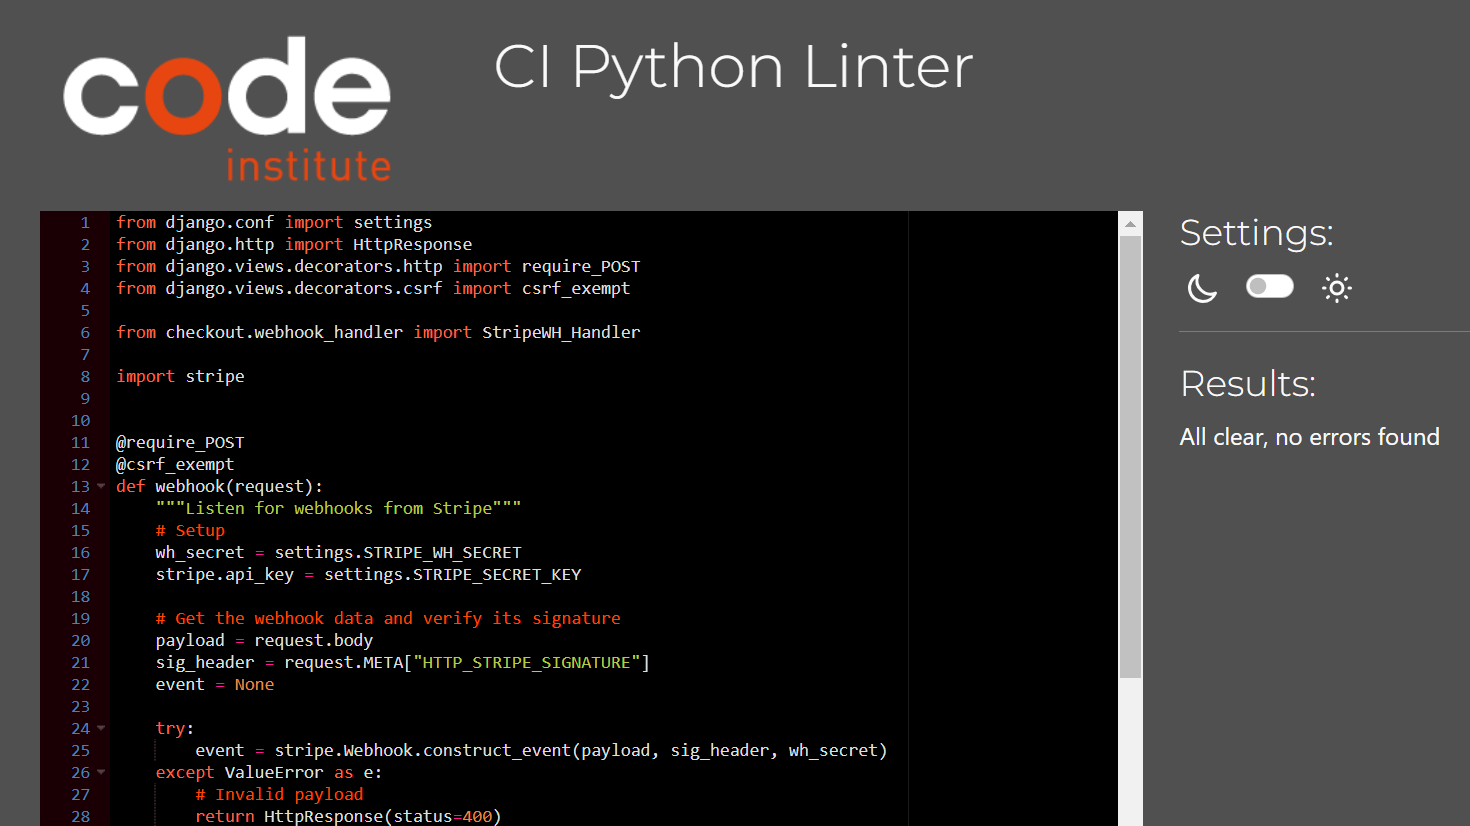 code
institute
CI Python Linter
1 from django.conf import settings
2 from django.http import HttpResponse
3 from django.views.decorators.http import require_POST
4 from django.views.decorators.csrf import csrf_exempt
5
6 from checkout.webhook_handler import StripeWH_Handler
7
8 import stripe
9
10
11 @require_POST
12 @csrf_exempt
13 def webhook(request):
14     """Listen for webhooks from Stripe"""
15     # Setup
16     wh_secret = settings.STRIPE_WH_SECRET
17     stripe.api_key = settings.STRIPE_SECRET_KEY
18
19     # Get the webhook data and verify its signature
20     payload = request.body
21     sig_header = request.META["HTTP_STRIPE_SIGNATURE"]
22     event = None
23
24     try:
25         event = stripe.Webhook.construct_event(payload, sig_header, wh_secret)
26     except ValueError as e:
27         # Invalid payload
28         return HttpResponse(status=400)
Settings:
Results:
All clear, no errors found